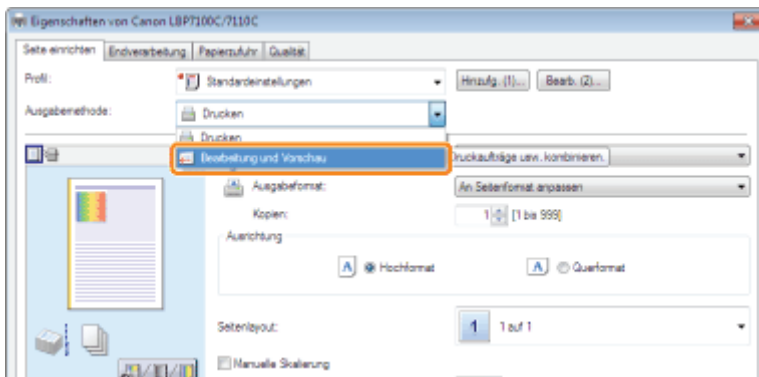 Eigenschaften von Canon LBP7100C/7110C
Seite einrichten Endverarbeitung Papierzufuhr Qualität
Profil: Standardeinstellungen Hinzufg. (1)... Bearb. (2)...
Ausgabemethode: Drucken
Drucken
Bearbeitung und Vorschau Druckaufträge usw. kombinieren.
Ausgabeformat: An Seitenformat anpassen
Kopien: 1 [1 bis 999]
Ausrichtung
A Hochformat A Querformat
Seitenlayout: 1 1 auf 1
Manuelle Skalierung